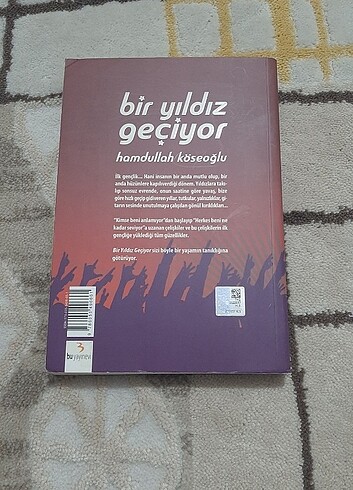 bir yıldız
geçiyor
hamdullah köseoğlu
İlk gençlik... Hani insanın bir anda mutlu olup, bir
anda hüzünlere kapılıverdiği dönem. Yıldızlara takı-
lıp sonsuz evrende, onun saatine göre yavaş, bize
göre hızlı geçip gidiveren yıllar, tutkular, yalnızlıklar, gi-
tarın sesinde unutulmaya çalışılan gönül kırıklıkları...
"Kimse beni anlamıyor"dan başlayıp "Herkes beni ne
kadar seviyor"a uzanan çelişkiler ve bu çelişkilerin ilk
gençliğe yüklediği tüm güzellikler.
Bir Yıldız Geçiyor sizi böyle bir yaşamın tanıklığına
götürüyor.
bu yayınevi